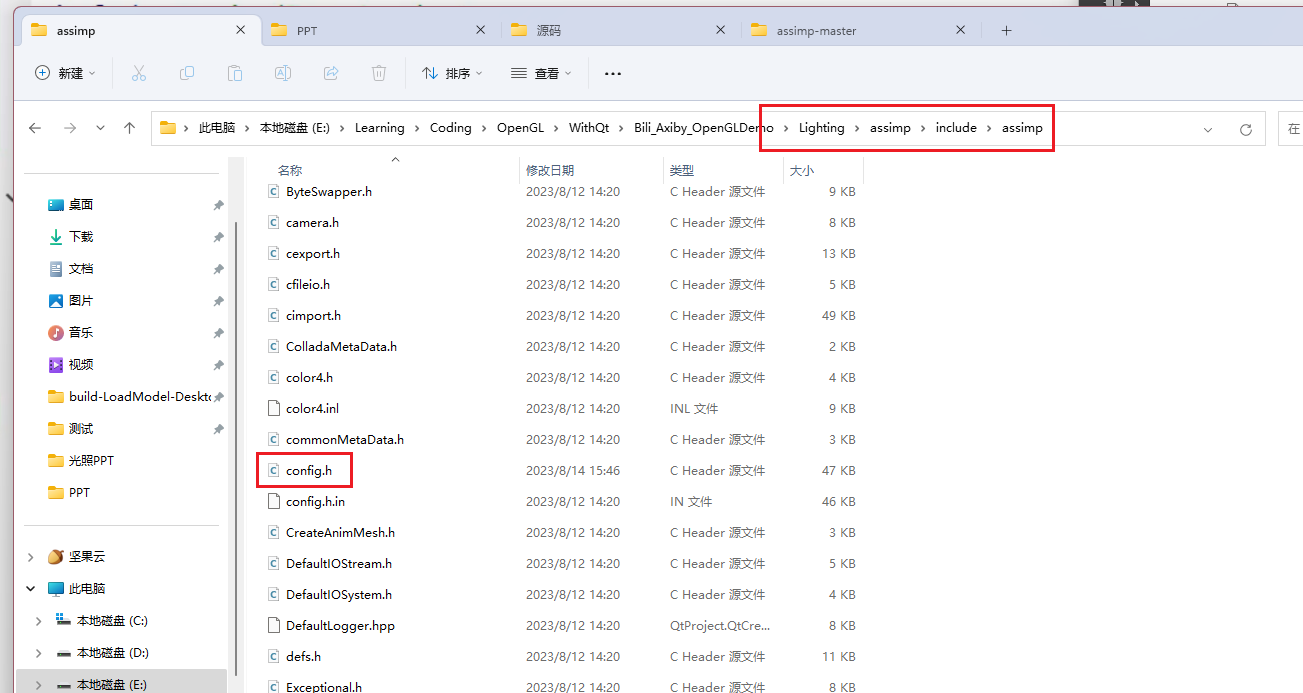 assimp PPT 源码 assimp-master
新建 排序 查看
此电脑 本地磁盘 (E:) Learning Coding OpenGL WithQt Bili_Axiby_OpenGLDemo Lighting assimp include assimp 在
名称 修改日期 类型 大小
桌面
下载
文档
图片
音乐
视频
build-LoadModel-Deskt
测试
光照PPT
PPT
坚果云
此电脑
本地磁盘 (C:)
本地磁盘 (D:)
本地磁盘 (E:)
ByteSwapper.h 2023/8/12 14:20 C Header 源文件 9 KB
camera.h 2023/8/12 14:20 C Header 源文件 8 KB
cexport.h 2023/8/12 14:20 C Header 源文件 13 KB
cfileio.h 2023/8/12 14:20 C Header 源文件 5 KB
cimport.h 2023/8/12 14:20 C Header 源文件 49 KB
ColladaMetaData.h 2023/8/12 14:20 C Header 源文件 2 KB
color4.h 2023/8/12 14:20 C Header 源文件 4 KB
color4.inl 2023/8/12 14:20 INL 文件 9 KB
commonMetaData.h 2023/8/12 14:20 C Header 源文件 3 KB
config.h 2023/8/14 15:46 C Header 源文件 47 KB
config.h.in 2023/8/12 14:20 IN 文件 46 KB
CreateAnimMesh.h 2023/8/12 14:20 C Header 源文件 3 KB
DefaultIOStream.h 2023/8/12 14:20 C Header 源文件 5 KB
DefaultIOSystem.h 2023/8/12 14:20 C Header 源文件 4 KB
DefaultLogger.hpp 2023/8/12 14:20 QtProject.QtCre... 8 KB
defs.h 2023/8/12 14:20 C Header 源文件 11 KB
Exceptional.h 2023/8/12 14:20 C Header 源文件 8 KB